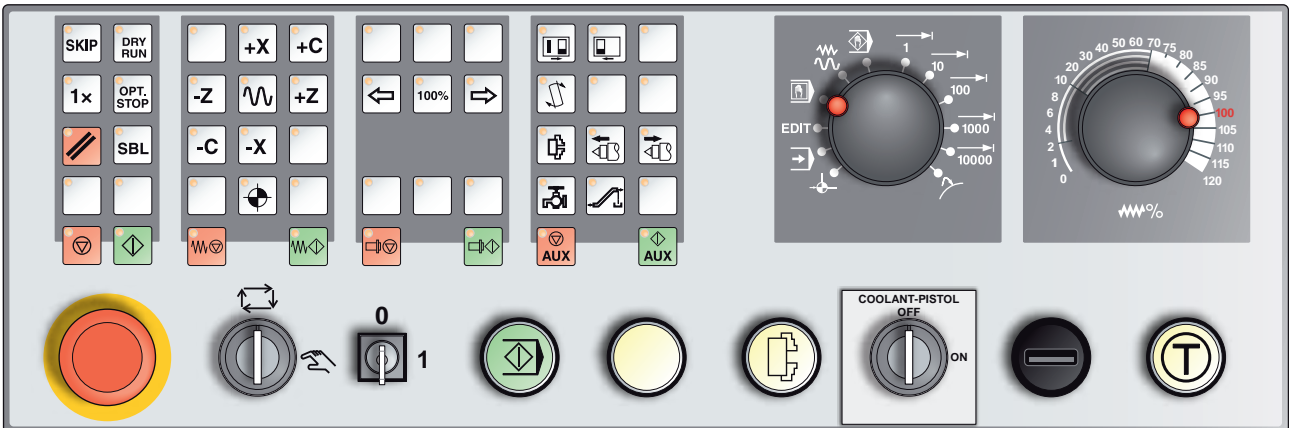 SKIP
DRY
RUN
1×
OPT.
STOP
SBL
+X
+C
-Z
+Z
-C
-X
100%
AUX
AUX
1
10
100
1000
10000
EDIT
0
1
2
4
6
8
10
20
30
40
50
60
70
75
80
85
90
95
100
105
110
115
120
%
0
1
COOLANT-PISTOL
OFF
ON
T